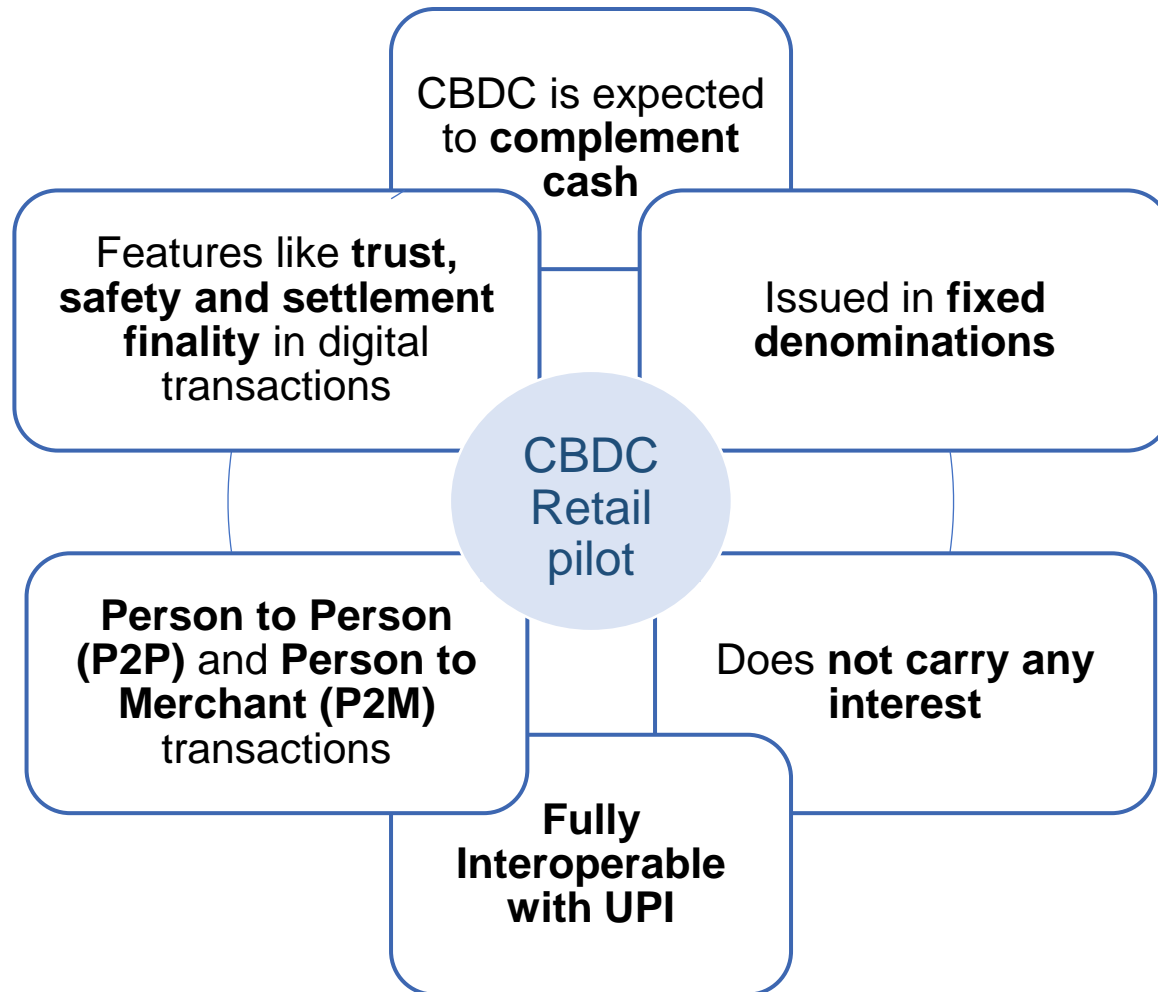 CBDC is expected
to complement
cash
Features like trust,
safety and settlement
finality in digital
transactions
Issued in fixed
denominations
CBDC
Retail
pilot
Person to Person
(P2P) and Person to
Merchant (P2M)
transactions
Does not carry any
interest
Fully
Interoperable
with UPI